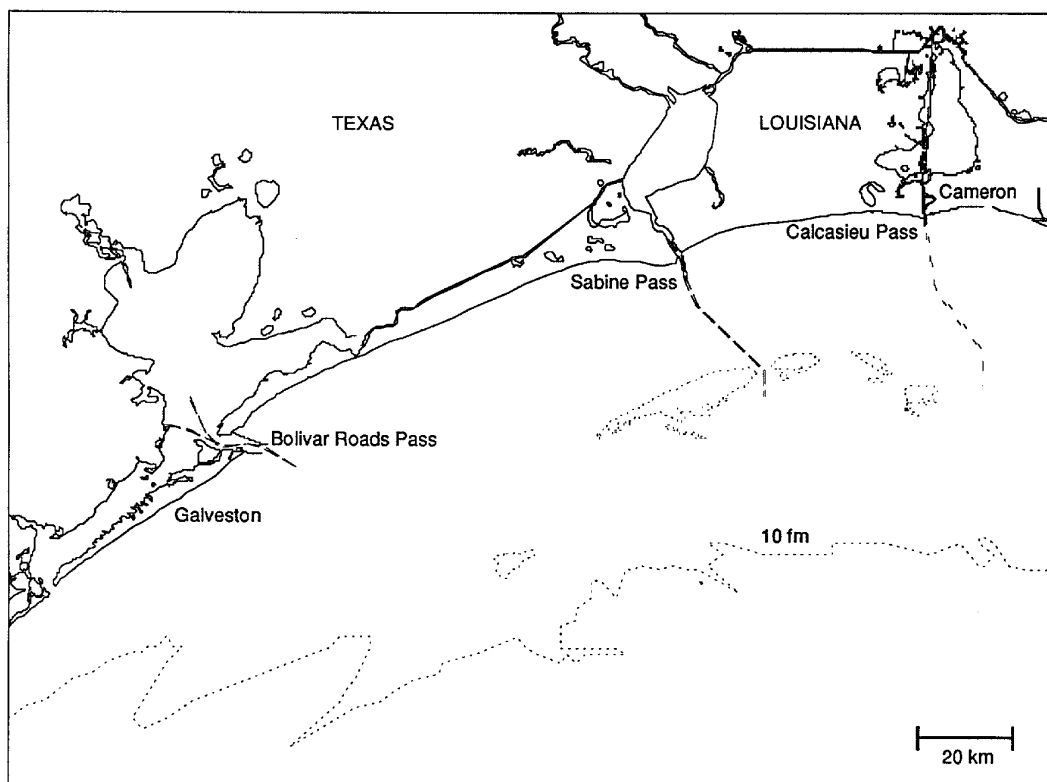 TEXAS
LOUISIANA
Cameron
Calcasieu Pass
Sabine Pass
Bolivar Roads Pass
Galveston
10 fm
20 km